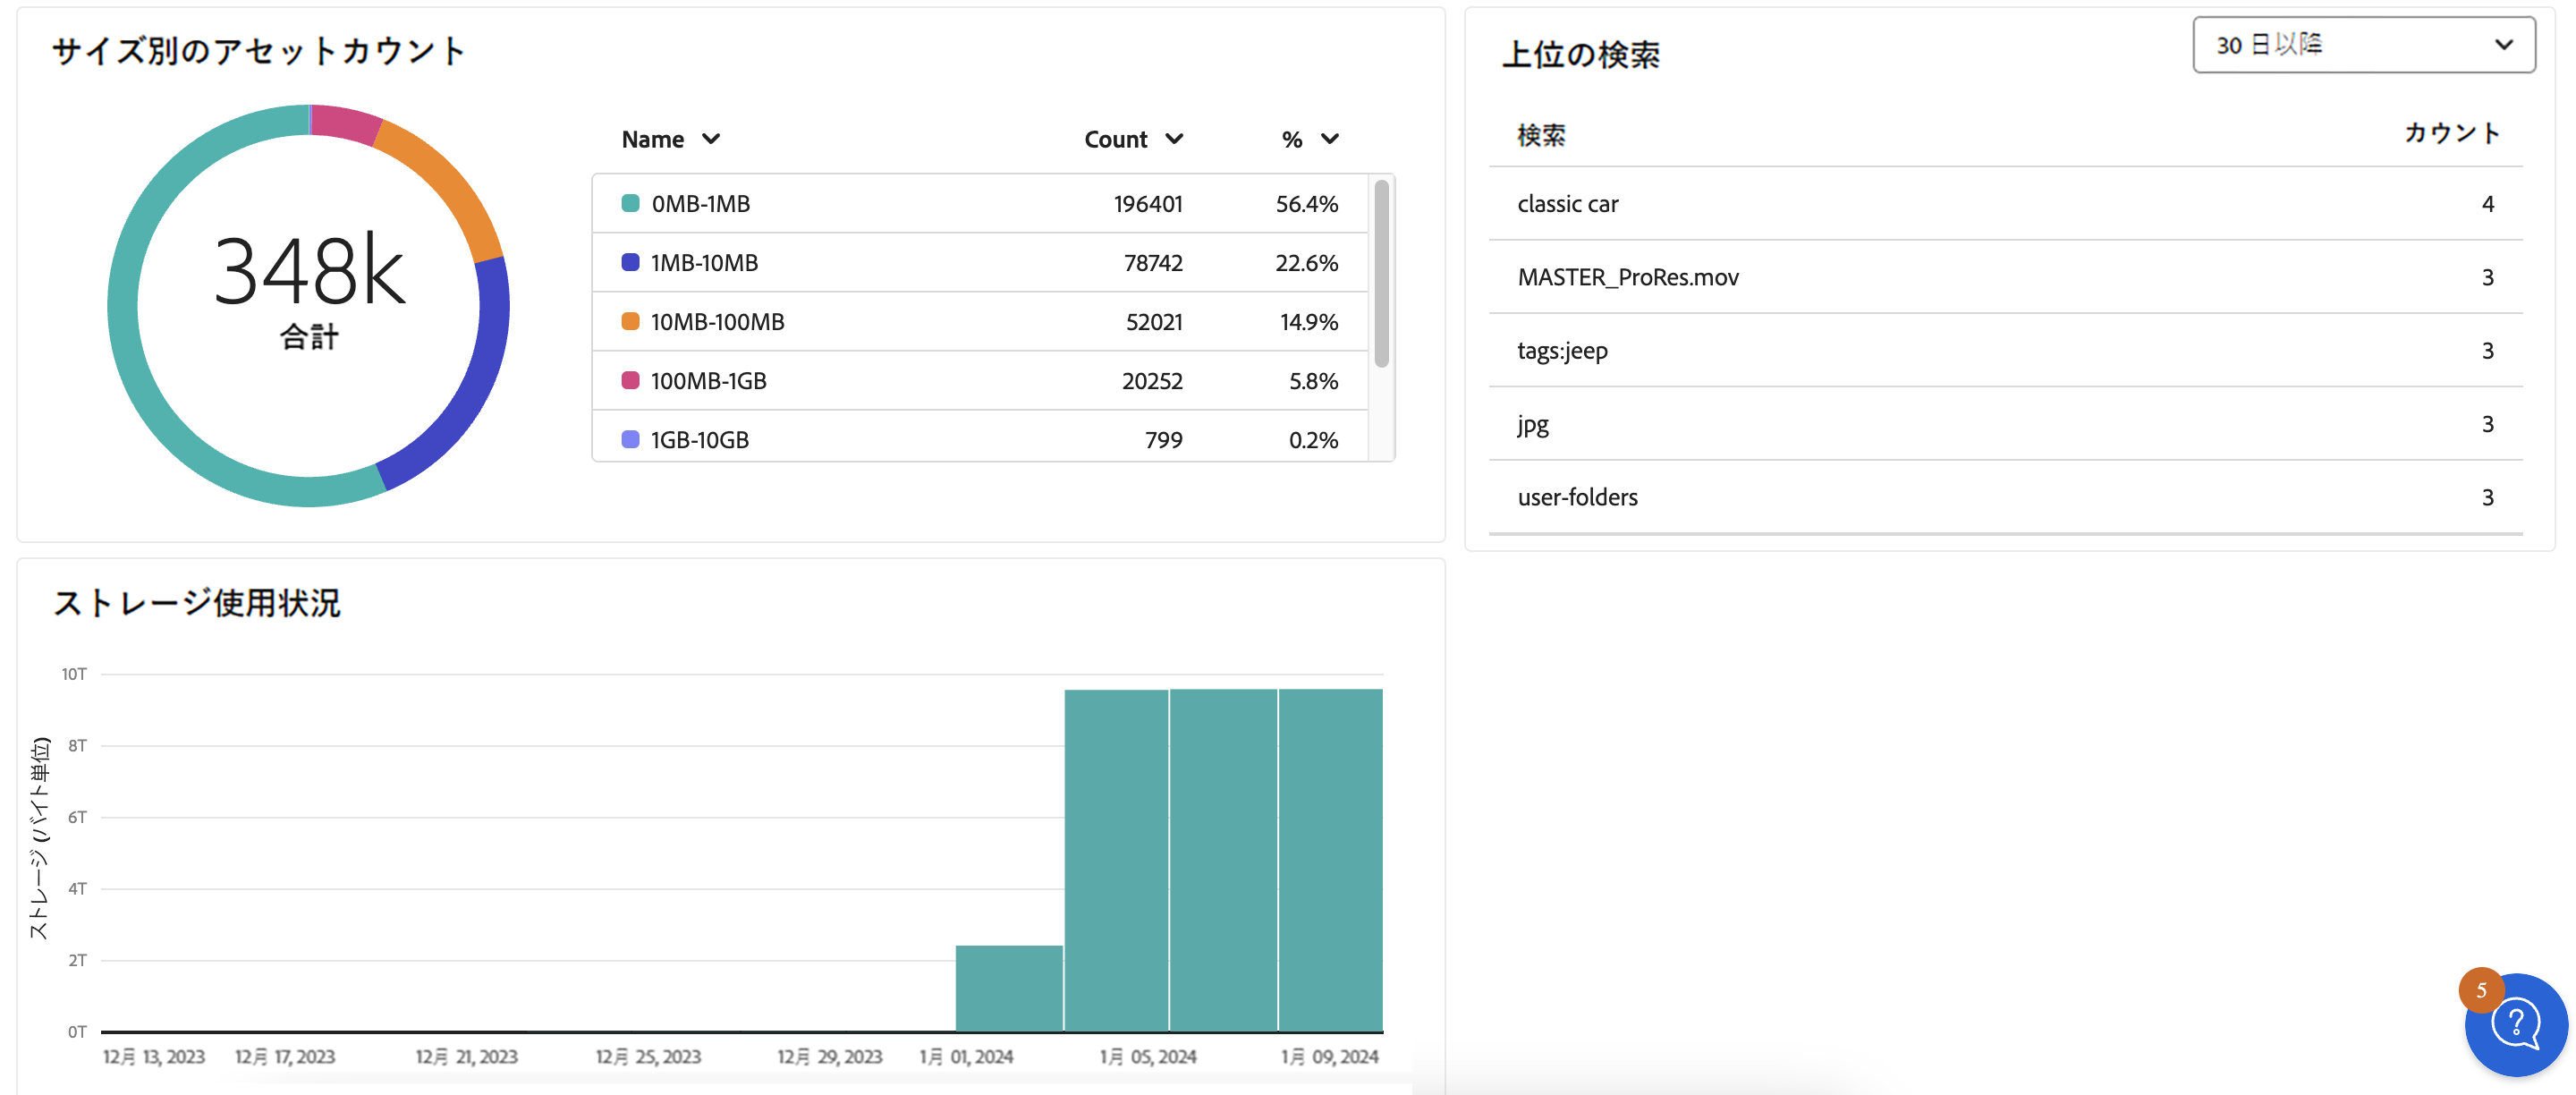 サイズ別のアセットカウント
348k
合計
Name Count %
0MB-1MB 196401 56.4%
1MB-10MB 78742 22.6%
10MB-100MB 52021 14.9%
100MB-1GB 20252 5.8%
1GB-10GB 799 0.2%
上位の検索
30 日以降
検索 カウント
classic car 4
MASTER_ProRes.mov 3
tags:jeep 3
jpg 3
user-folders 3
ストレージ使用状況
ストレージ (バイト単位)
10T
8T
6T
4T
2T
0T
12月 13, 2023 12月 17, 2023 12月 21, 2023 12月 25, 2023 12月 29, 2023 1月 01, 2024 1月 05, 2024 1月 09, 2024
5
?